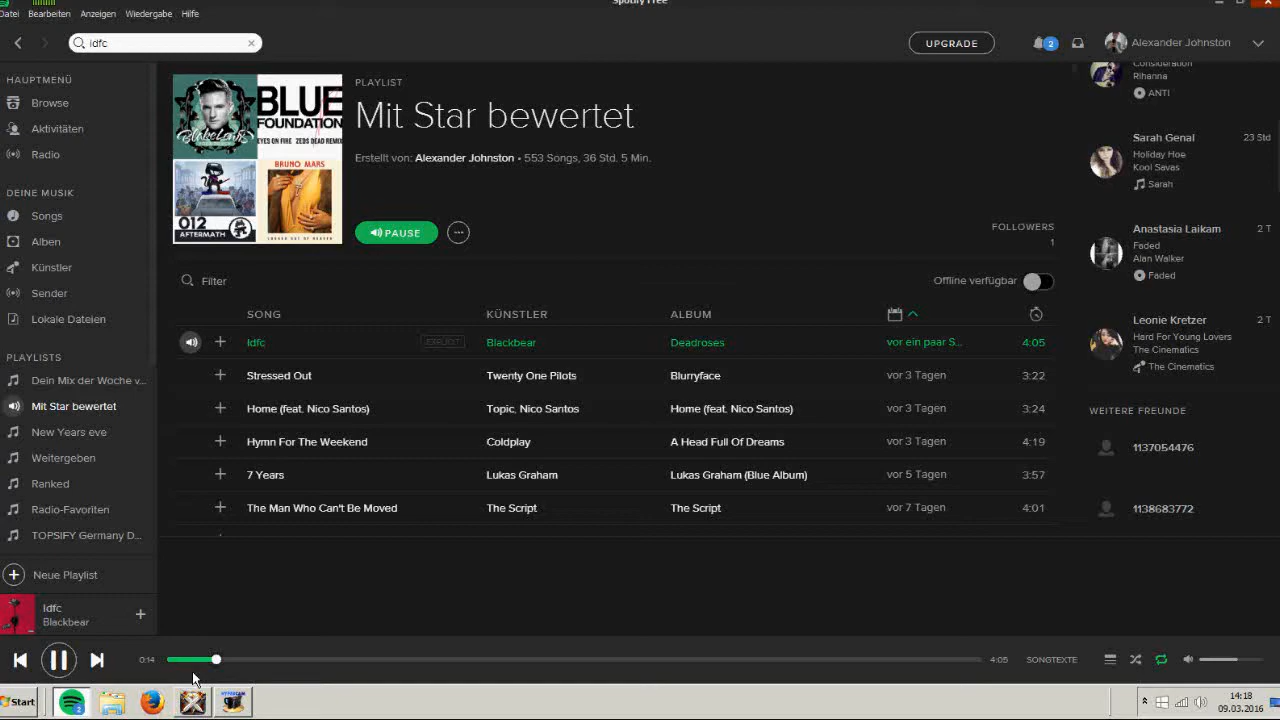 Spotify Free
Datei Bearbeiten Anzeigen Wiedergabe Hilfe
idfc
UPGRADE
2
Alexander Johnston
HAUPTMENÜ
Browse
Aktivitäten
Radio
DEINE MUSIK
Songs
Künstler
Sender
Lokale Dateien
PLAYLISTS
Dein Mix der Woche v...
Mit Star bewertet
New Years eve
Weitergeben
Ranked
Radio-Favoriten
TOPSIFY Germany D...
Neue Playlist
Idfc
Blackbear
BLUE
FOUNDATION
EYES ON FIRE ZEDS DEAD REMIX
012
AFTERMATH
BRUNO MARS
LOCKED OUT OF HEAVEN
PLAYLIST
Mit Star bewertet
Erstellt von: Alexander Johnston • 553 Songs, 36 Std. 5 Min.
PAUSE
FOLLOWERS
1
Filter
Offline verfügbar
SONG KÜNSTLER ALBUM
Idfc EXPLICIT Blackbear Deadroses vor ein paar S... 4:05
Stressed Out Twenty One Pilots Blurryface vor 3 Tagen 3:22
Home (feat. Nico Santos) Topic, Nico Santos Home (feat. Nico Santos) vor 3 Tagen 3:24
Hymn For The Weekend Coldplay A Head Full Of Dreams vor 3 Tagen 4:19
7 Years Lukas Graham Lukas Graham (Blue Album) vor 5 Tagen 3:57
The Man Who Can't Be Moved The Script The Script vor 7 Tagen 4:01
Consideration
Rihanna
ANTI
Sarah Genal 23 Std
Holiday Hoe
Kool Savas
Sarah
Anastasia Laikam 2 T
Faded
Alan Walker
Faded
Leonie Kretzer 2 T
Herd For Young Lovers
The Cinematics
The Cinematics
WEITERE FREUNDE
1137054476
1138683772
0:14
4:05
SONGTEXTE
Start
2
14:18
09.03.2016